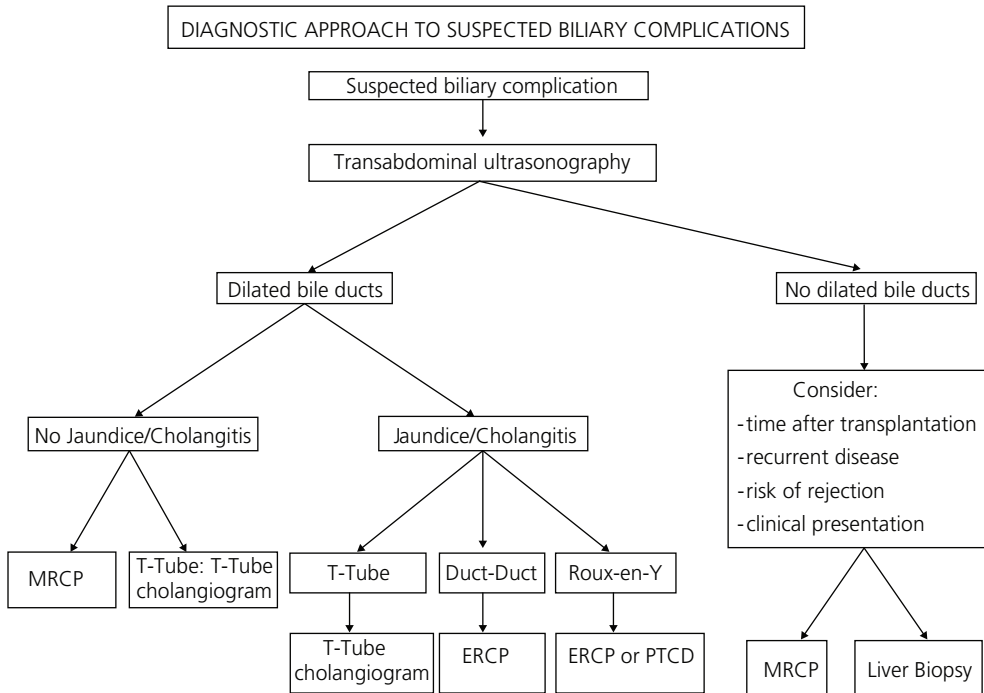 DIAGNOSTIC APPROACH TO SUSPECTED BILIARY COMPLICATIONS
Suspected biliary complication
Transabdominal ultrasonography
Dilated bile ducts
No dilated bile ducts
No Jaundice/Cholangitis
Jaundice/Cholangitis
Consider:
-time after transplantation
-recurrent disease
-risk of rejection
-clinical presentation
MRCP
T-Tube: T-Tube
cholangiogram
T-Tube
Duct-Duct
Roux-en-Y
T-Tube
cholangiogram
ERCP
ERCP or PTCD
MRCP
Liver Biopsy